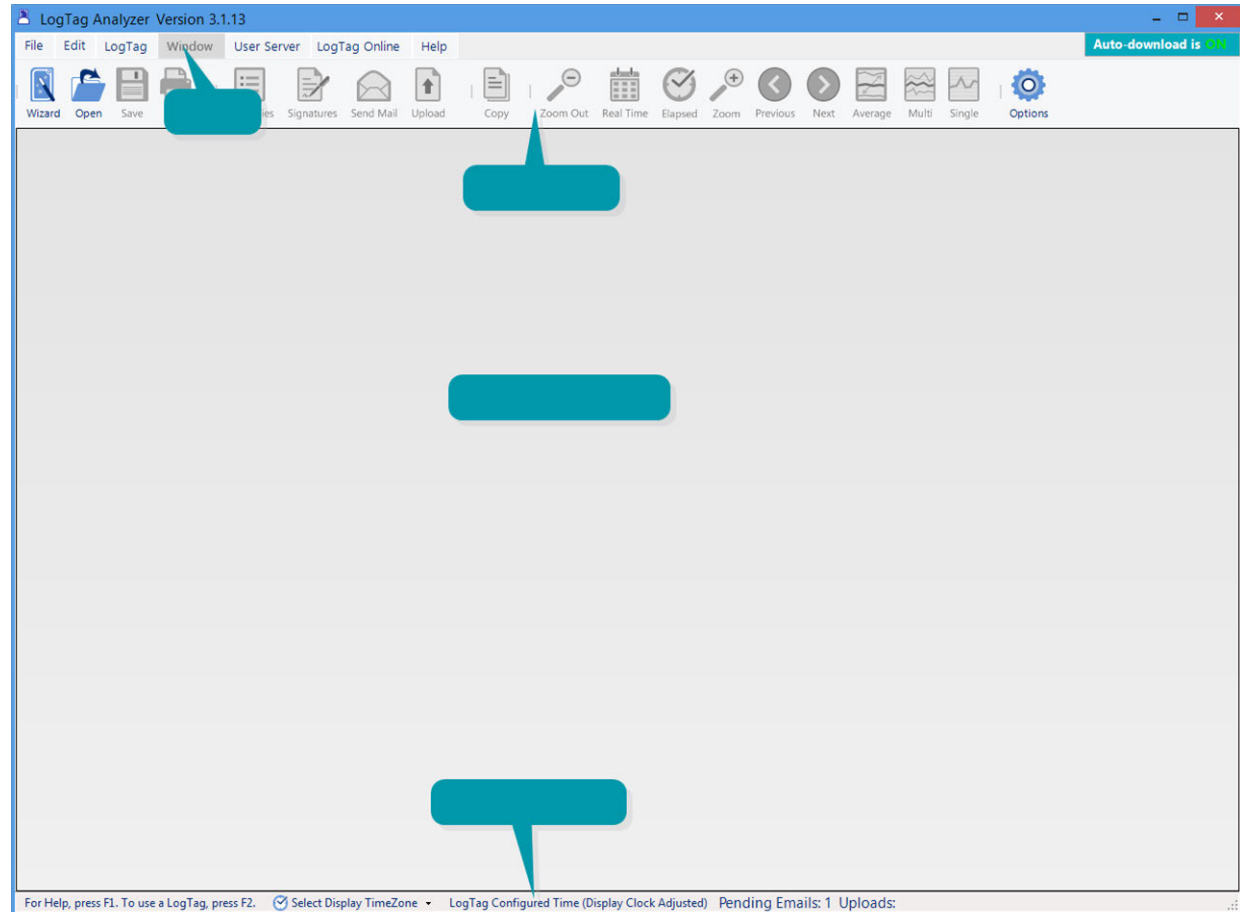 LogTag Analyzer Version 3.1.13
File Edit LogTag Window User Server LogTag Online Help Auto-download is ON
Wizard Open Save Signatures Send Mail Upload Copy Zoom Out Real Time Elapsed Zoom Previous Next Average Multi Single Options
For Help, press F1. To use a LogTag, press F2. Select Display TimeZone LogTag Configured Time (Display Clock Adjusted) Pending Emails: 1 Uploads: